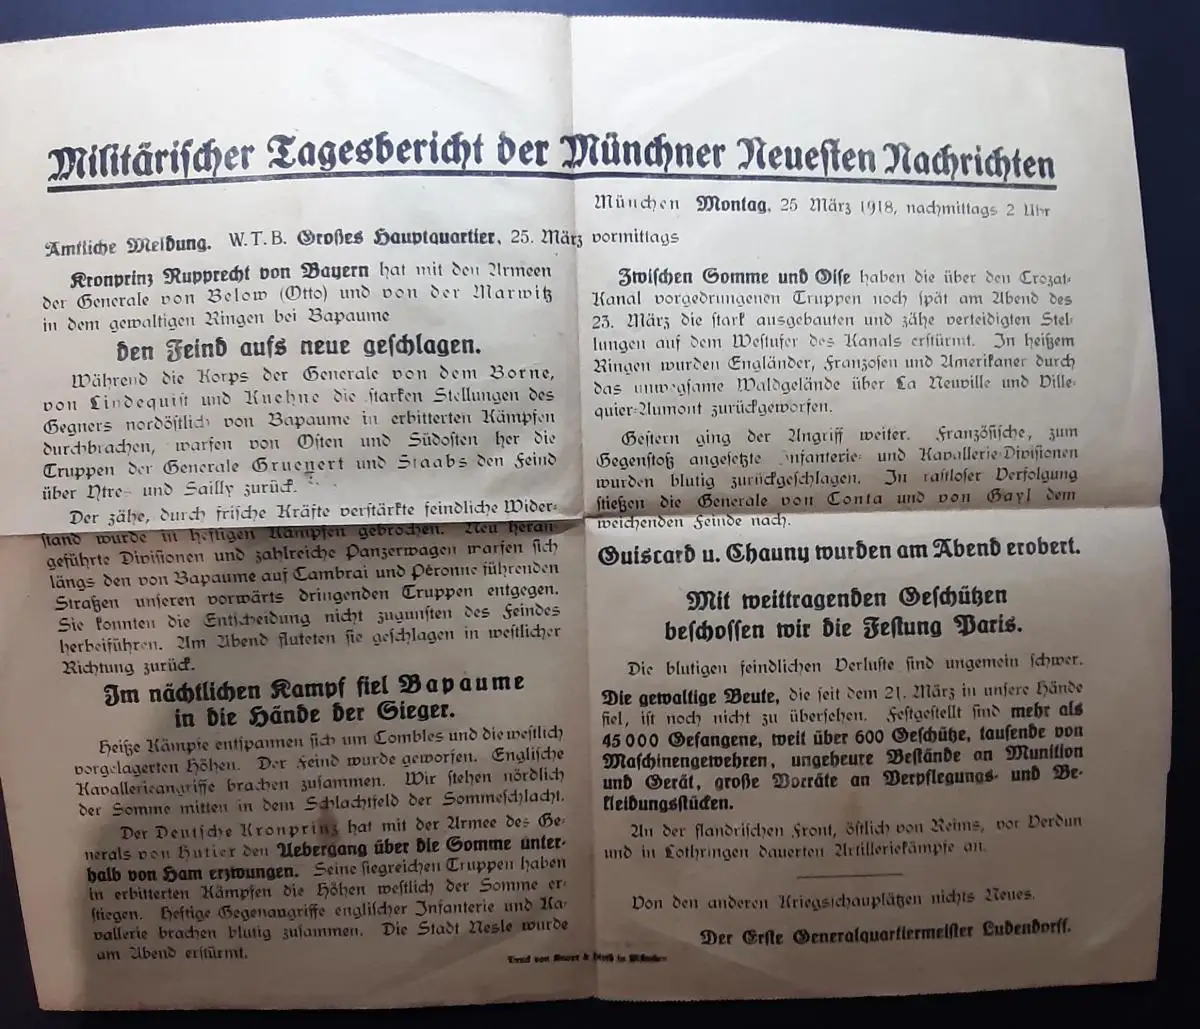 Militärischer Tagesbericht der Münchner Neuesten Nachrichten
München Montag, 25 März 1918, nachmittags 2 Uhr
Amtliche Meldung. W.T.B. Großes Hauptquartier, 25. März vormittags
Kronprinz Rupprecht von Bayern hat mit den Armeen
der Generale von Below (Otto) und von der Marwitz
in dem gewaltigen Ringen bei Bapaume
den Feind aufs neue geschlagen.
Während die Korps der Generale von dem Borne,
von Lindequist und Kuehne die starken Stellungen des
Gegners nordöstlich von Bapaume in erbitterten Kämpfen
durchbrachen, warfen von Osten und Südosten her die
Truppen der Generale Gruenert und Staabs den Feind
über Ytres und Sailly zurück.
Der zähe, durch frische Kräfte verstärkte feindliche Wider-
stand wurde in heftigen Kämpfen gebrochen. Neu heran-
geführte Divisionen und zahlreiche Panzerwagen warfen sich
längs den von Bapaume auf Cambrai und Péronne führenden
Straßen unseren vorwärts dringenden Truppen entgegen.
Sie konnten die Entscheidung nicht zugunsten des Feindes
herbeiführen. Am Abend fluteten sie geschlagen in westlicher
Richtung zurück.
Im nächtlichen Kampf fiel Bapaume
in die Hände der Sieger.
Heiße Kämpfe entspannen sich um Combles und die westlich
vorgelagerten Höhen. Der Feind wurde geworfen. Englische
Kavallerieangriffe brachen zusammen. Wir stehen nördlich
der Somme mitten in dem Schlachtfeld der Sommeschlacht.
Der Deutsche Kronprinz hat mit der Armee des Ge-
nerals von Hutier den Uebergang über die Somme unter-
halb von Ham erzwungen. Seine siegreichen Truppen haben
in erbitterten Kämpfen die Höhen westlich der Somme er-
stiegen. Heftige Gegenangriffe englischer Infanterie und Ka-
vallerie brachen blutig zusammen. Die Stadt Nesle wurde
am Abend erstürmt.
Zwischen Somme und Oise haben die über den Crozat-
Kanal vorgedrungenen Truppen noch spät am Abend des
23. März die stark ausgebauten und zähe verteidigten Stel-
lungen auf dem Westufer des Kanals erstürmt. In heißem
Ringen wurden Engländer, Franzosen und Amerikaner durch
das unwegsame Waldgelände über La Neuville und Ville-
quier-Aumont zurückgeworfen.
Gestern ging der Angriff weiter. Französische, zum
Gegenstoß angesetzte Infanterie- und Kavallerie-Divisionen
wurden blutig zurückgeschlagen. In rastloser Verfolgung
stießen die Generale von Conta und von Gayl dem
weichenden Feinde nach.
Guiscard u. Chauny wurden am Abend erobert.
Mit weittragenden Geschützen
beschossen wir die Festung Paris.
Die blutigen feindlichen Verluste sind ungemein schwer.
Die gewaltige Beute, die seit dem 21. März in unsere Hände
fiel, ist noch nicht zu übersehen. Festgestellt sind mehr als
45 000 Gefangene, weit über 600 Geschütze, tausende von
Maschinengewehren, ungeheure Bestände an Munition
und Gerät, große Vorräte an Verpflegungs- und Be-
kleidungsstücken.
An der flandrischen Front, östlich von Reims, vor Verdun
und in Lothringen dauerten Artilleriekämpfe an.
Von den anderen Kriegsschauplätzen nichts Neues.
Der Erste Generalquartiermeister Ludendorff.
Druck von Knorr & Hirth in München